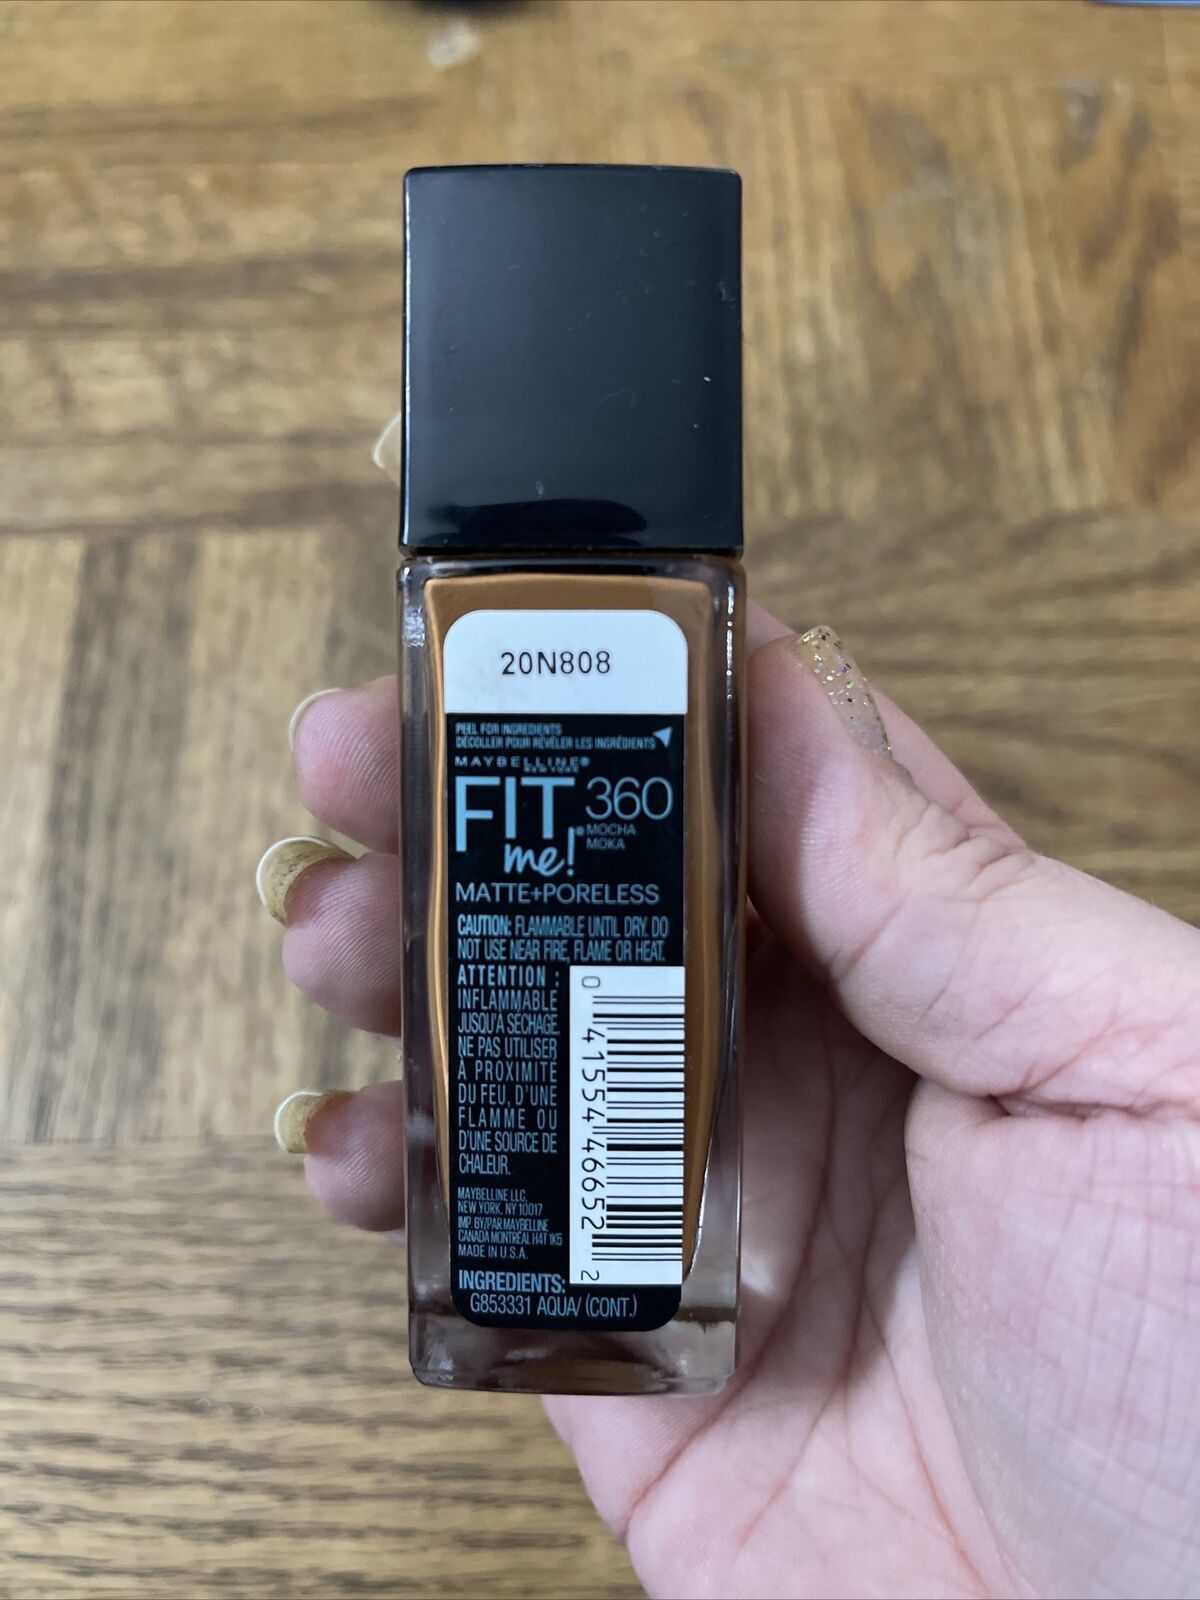 20N808
PEEL FOR INGREDIENTS
DÉCOLLER POUR RÉVÉLER LES INGRÉDIENTS
MAYBELLINE®
NEW YORK
FIT
me!®
360
MOCHA
MOKA
MATTE+PORELESS
CAUTION: FLAMMABLE UNTIL DRY. DO
NOT USE NEAR FIRE, FLAME OR HEAT.
ATTENTION :
INFLAMMABLE
JUSQU'À SÉCHAGE.
NE PAS UTILISER
À PROXIMITÉ
DU FEU, D'UNE
FLAMME OU
D'UNE SOURCE DE
CHALEUR.
MAYBELLINE LLC,
NEW YORK, NY 10017
IMP. BY/PAR MAYBELLINE
CANADA MONTRÉAL H4T 1K5
MADE IN U.S.A.
0 41554 46652 2
INGREDIENTS:
G853331 AQUA/ (CONT.)